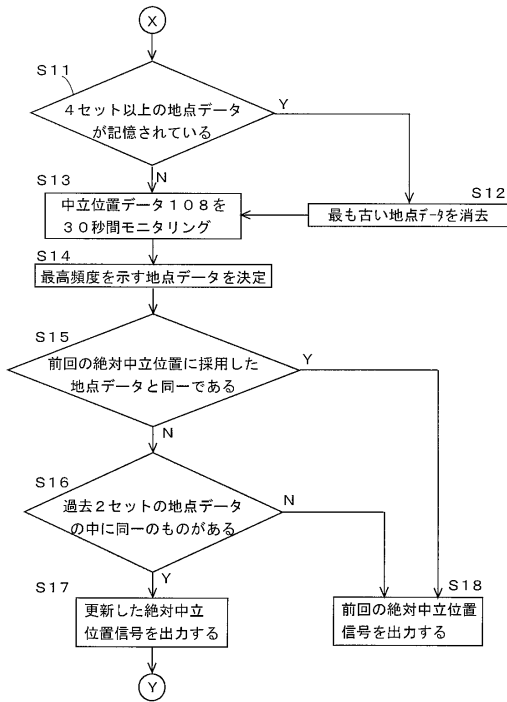 X
S11
4セット以上の地点データ
が記憶されている
Y
N
S12
最も古い地点ﾃﾞｰﾀを消去
S13
中立位置データ108を
30秒間モニタリング
S14
最高頻度を示す地点データを決定
S15
前回の絶対中立位置に採用した
地点データと同一である
Y
N
S16
過去2セットの地点データ
の中に同一のものがある
N
Y
S17
更新した絶対中立
位置信号を出力する
S18
前回の絶対中立位置
信号を出力する
Y